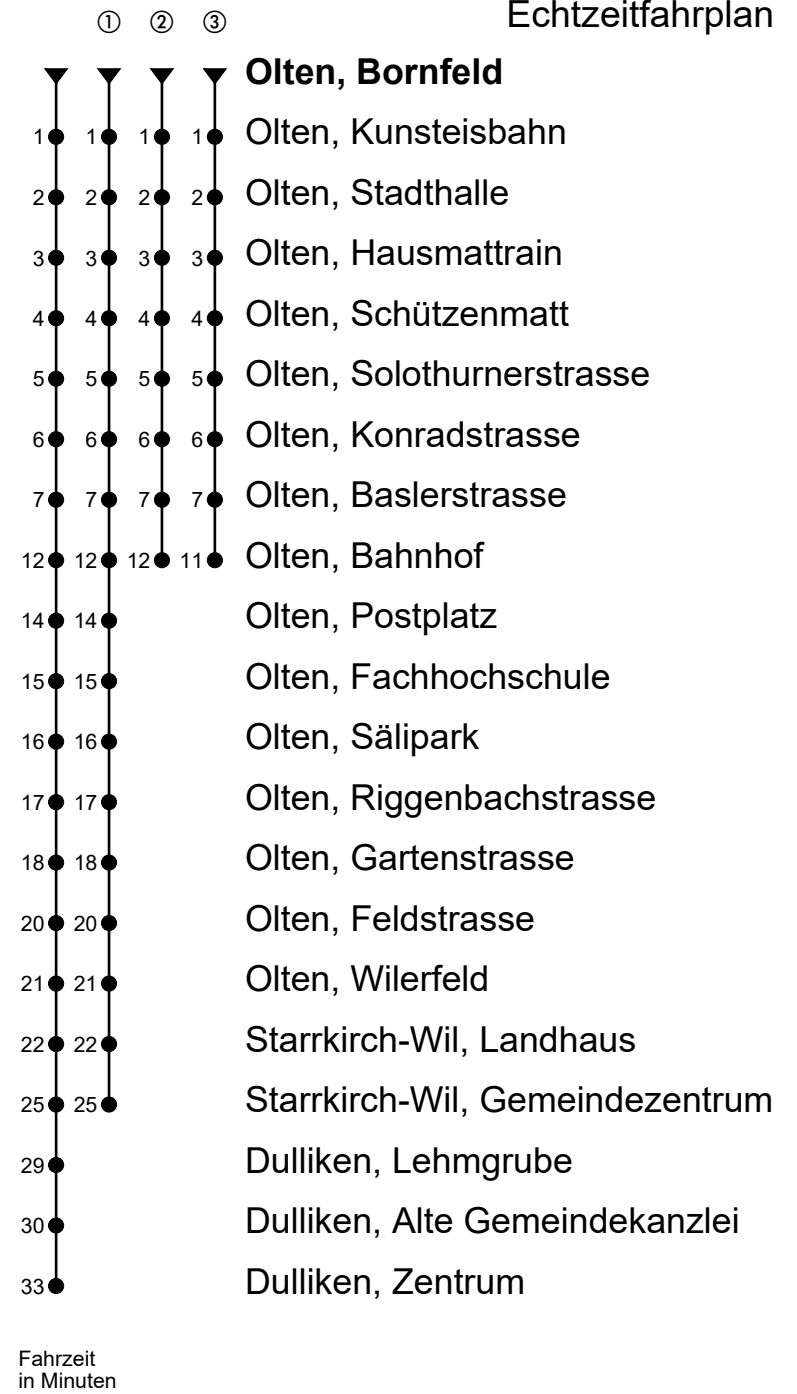 Echtzeitfahrplan
① ② ③
Olten, Bornfeld
1 1 1 1 Olten, Kunsteisbahn
2 2 2 2 Olten, Stadthalle
3 3 3 3 Olten, Hausmattrain
4 4 4 4 Olten, Schützenmatt
5 5 5 5 Olten, Solothurnerstrasse
6 6 6 6 Olten, Konradstrasse
7 7 7 7 Olten, Baslerstrasse
12 12 12 11 Olten, Bahnhof
14 14 Olten, Postplatz
15 15 Olten, Fachhochschule
16 16 Olten, Sälipark
17 17 Olten, Riggenbachstrasse
18 18 Olten, Gartenstrasse
20 20 Olten, Feldstrasse
21 21 Olten, Wilerfeld
22 22 Starrkirch-Wil, Landhaus
25 25 Starrkirch-Wil, Gemeindezentrum
29 Dulliken, Lehmgrube
30 Dulliken, Alte Gemeindekanzlei
33 Dulliken, Zentrum
Fahrzeit
in Minuten